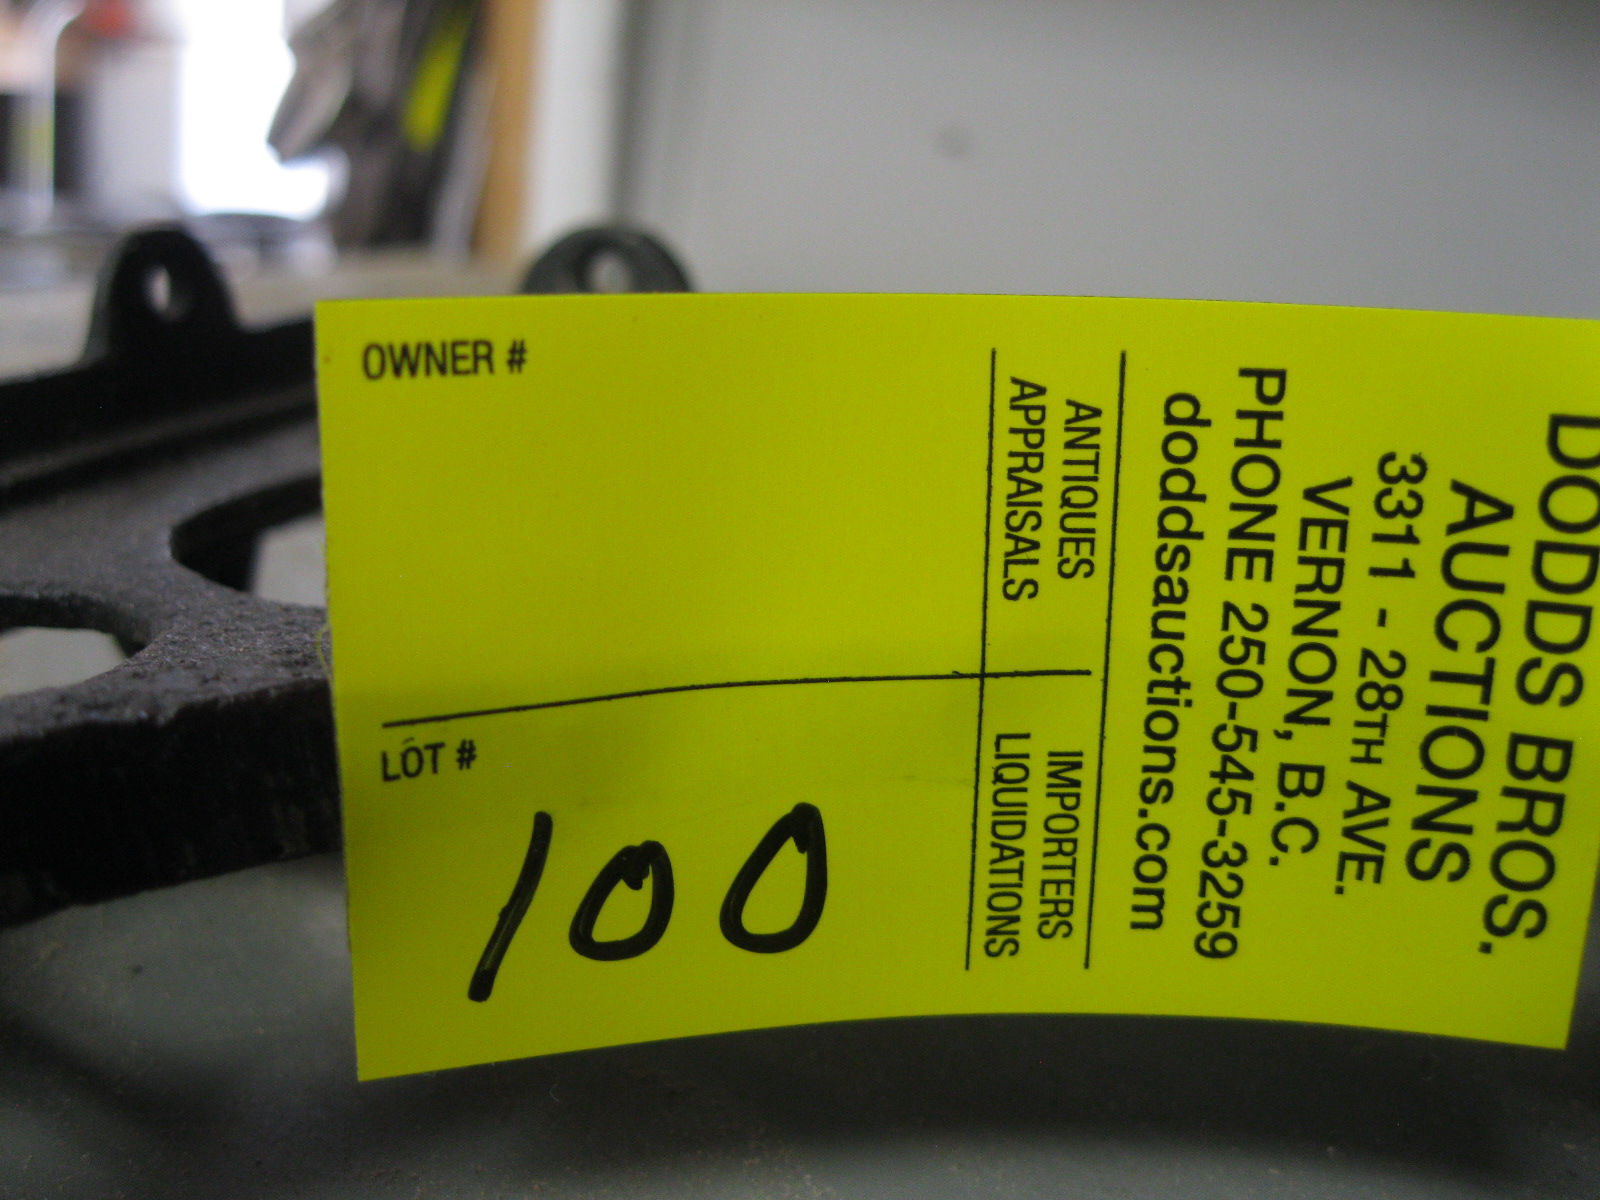 DODDS BROS.
AUCTIONS
3311 - 28TH AVE.
VERNON, B.C.
PHONE 250-545-3259
doddsauctions.com
ANTIQUES
APPRAISALS
IMPORTERS
LIQUIDATIONS
OWNER #
LOT #
100